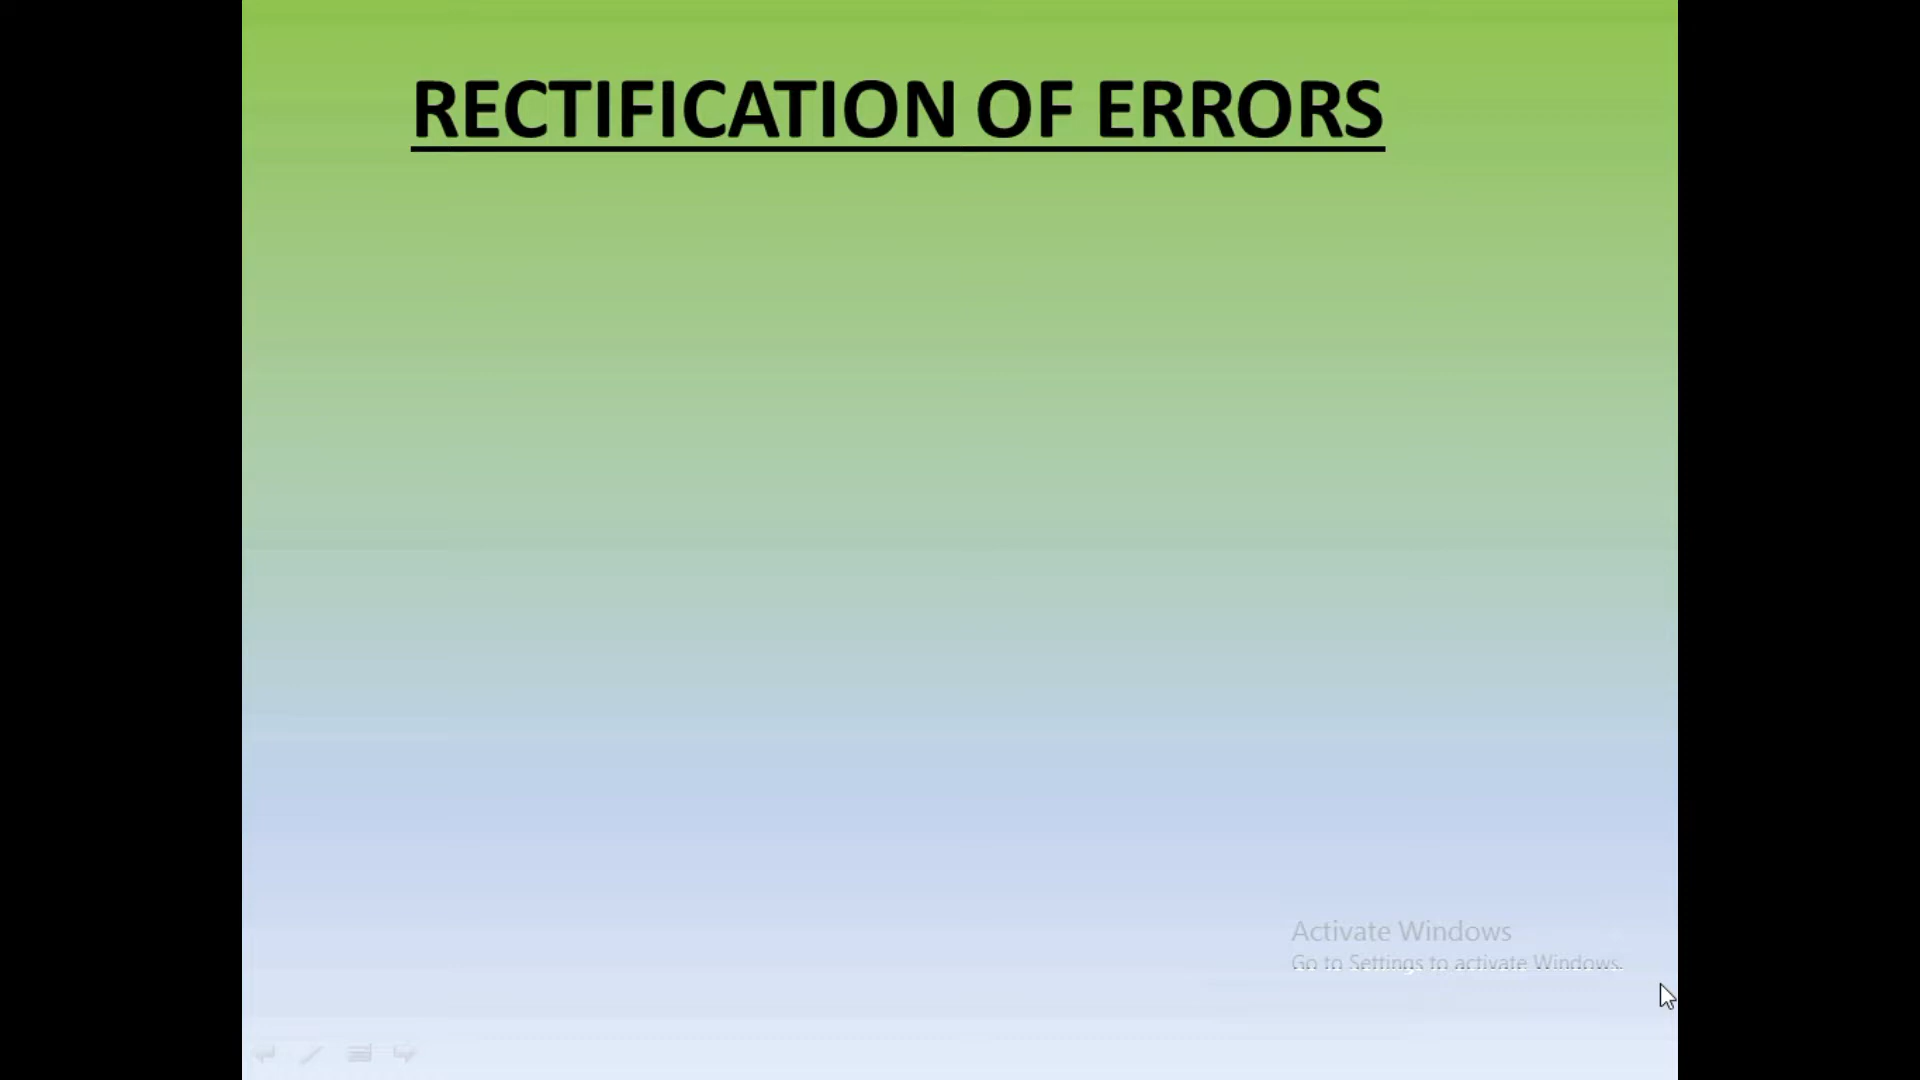 RECTIFICATION OF ERRORS
Activate Windows
Go to Settings to activate Windows.